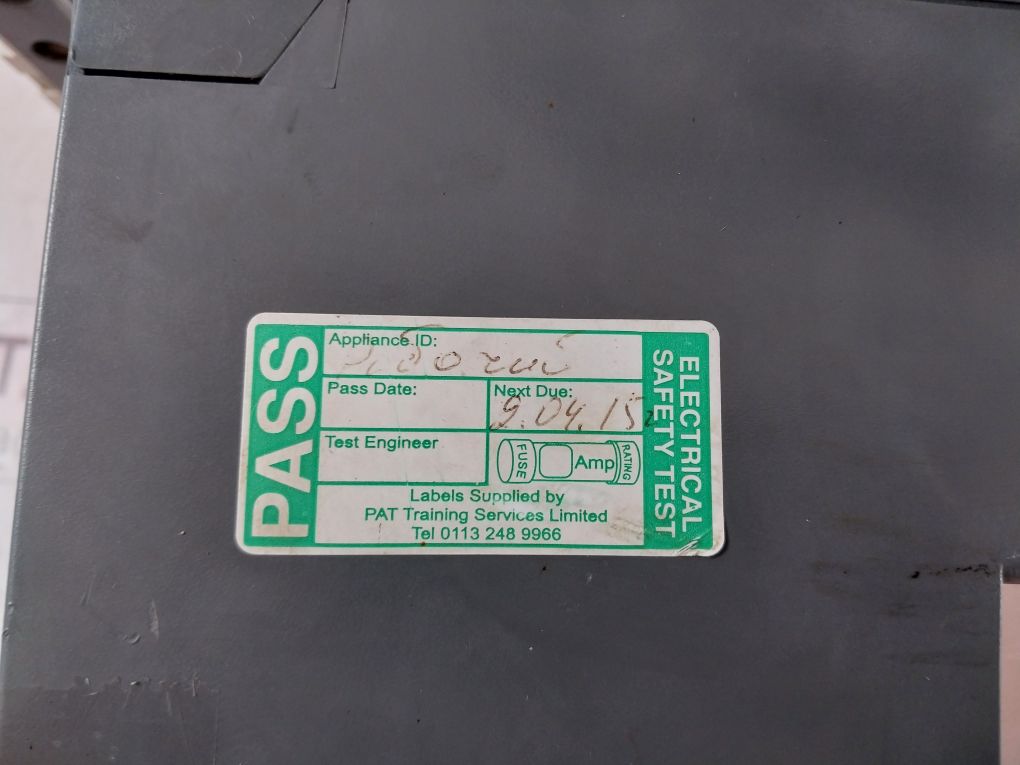 PASS
Appliance ID:
Pass Date:
Next Due:
9.04.15
Test Engineer
FUSE
Amp
RATING
Labels Supplied by
PAT Training Services Limited
Tel 0113 248 9966
ELECTRICAL
SAFETY TEST